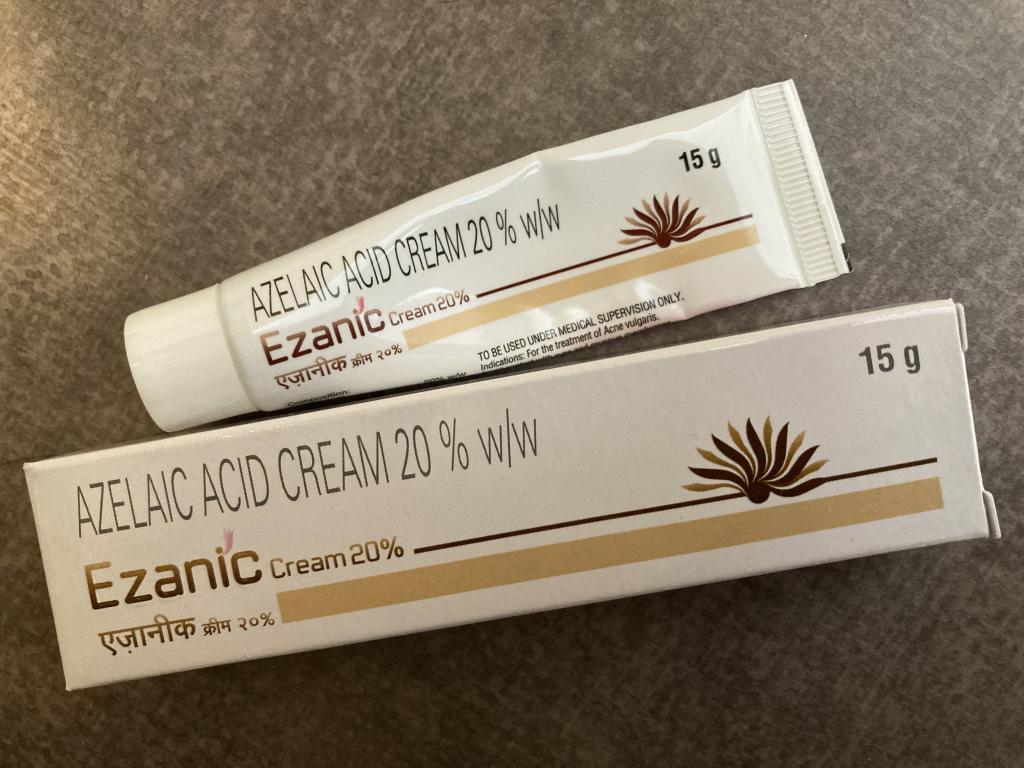 15 g
AZELAIC ACID CREAM 20 % w/w
Ezanic Cream 20%
एज़ानीक क्रीम २०%
TO BE USED UNDER MEDICAL SUPERVISION ONLY.
Indications: For the treatment of Acne vulgaris.
Composition:
20% w/w
15 g
AZELAIC ACID CREAM 20 % w/w
Ezanic Cream 20%
एज़ानीक क्रीम २०%